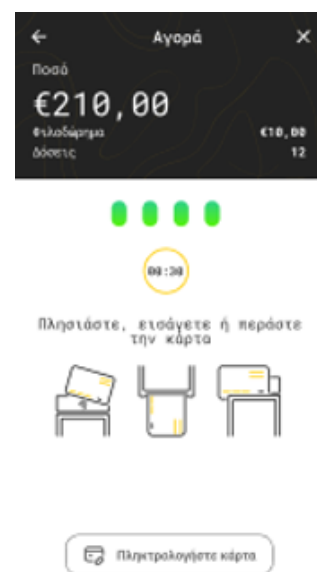 Αγορά
Ποσό
€210,00
Φιλοδώρημα €10,00
Δόσεις 12
00:30
Πλησιάστε, εισάγετε ή περάστε
την κάρτα
Πληκτρολογήστε κάρτα